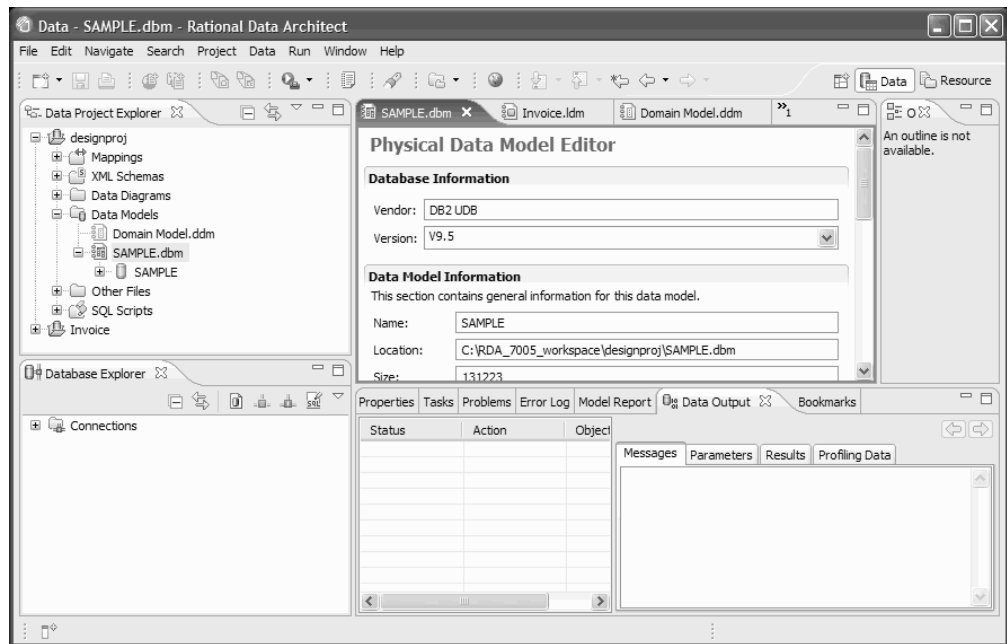 Data - SAMPLE.dbm - Rational Data Architect
File Edit Navigate Search Project Data Run Window Help
Data Resource
Data Project Explorer
designproj
Mappings
XML Schemas
Data Diagrams
Data Models
Domain Model.ddm
SAMPLE.dbm
SAMPLE
Other Files
SQL Scripts
Invoice
Database Explorer
Connections
SAMPLE.dbm Invoice.ldm Domain Model.ddm »1
Physical Data Model Editor
Database Information
Vendor: DB2 UDB
Version: V9.5
Data Model Information
This section contains general information for this data model.
Name: SAMPLE
Location: C:\RDA_7005_workspace\designproj\SAMPLE.dbm
Size: 131223
O
An outline is not
available.
Properties Tasks Problems Error Log Model Report Data Output Bookmarks
Status Action Object
Messages Parameters Results Profiling Data